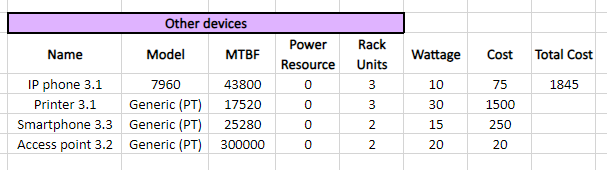 Other devices
Name Model MTBF Power Resource Rack Units Wattage Cost Total Cost
IP phone 3.1 7960 43800 0 3 10 75 1845
Printer 3.1 Generic (PT) 17520 0 3 30 1500
Smartphone 3.3 Generic (PT) 25280 0 2 15 250
Access point 3.2 Generic (PT) 300000 0 2 20 20